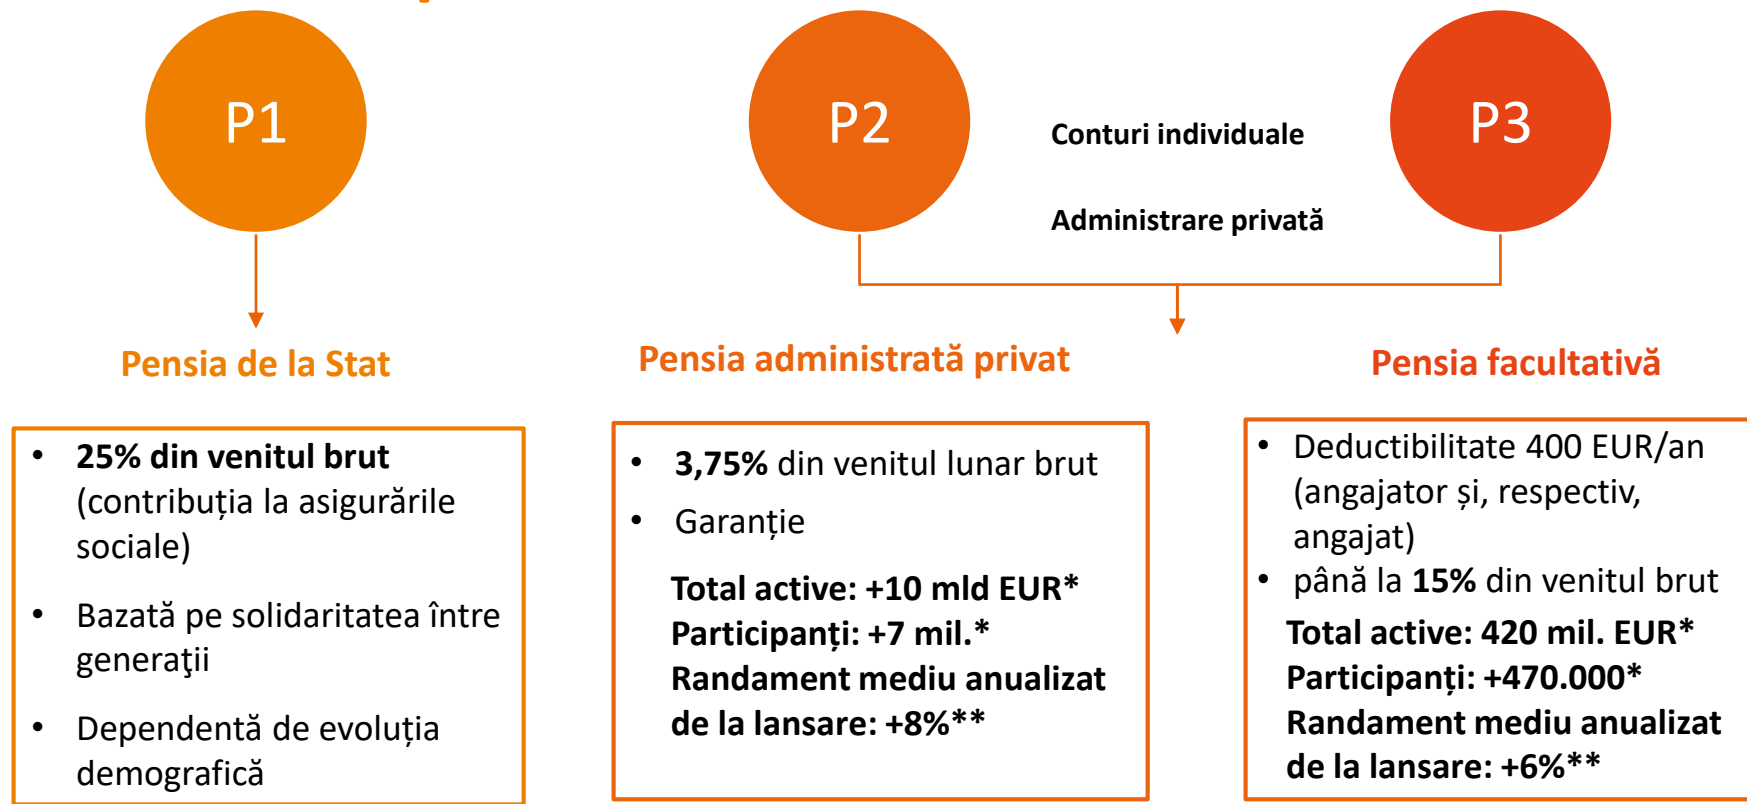 P1
P2
Conturi individuale
Administrare privată
P3
Pensia de la Stat
• 25% din venitul brut
(contribuția la asigurările
sociale)
• Bazată pe solidaritatea între
generaţii
• Dependentă de evoluția
demografică
Pensia administrată privat
• 3,75% din venitul lunar brut
• Garanție
Total active: +10 mld EUR*
Participanți: +7 mil.*
Randament mediu anualizat
de la lansare: +8%**
Pensia facultativă
• Deductibilitate 400 EUR/an
(angajator și, respectiv,
angajat)
• până la 15% din venitul brut
Total active: 420 mil. EUR*
Participanți: +470.000*
Randament mediu anualizat
de la lansare: +6%**